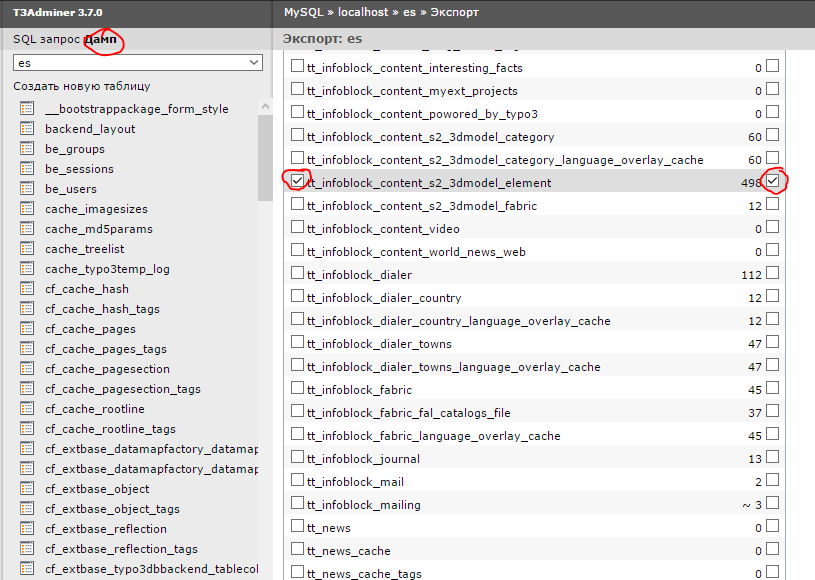 T3Adminer 3.7.0
SQL запрос Дамп
es
Создать новую таблицу
__bootstrappackage_form_style
backend_layout
be_groups
be_sessions
be_users
cache_imagesizes
cache_md5params
cache_treelist
cache_typo3temp_log
cf_cache_hash
cf_cache_hash_tags
cf_cache_pages
cf_cache_pages_tags
cf_cache_pagesection
cf_cache_pagesection_tags
cf_cache_rootline
cf_cache_rootline_tags
cf_extbase_datamapfactory_datamap
cf_extbase_datamapfactory_datamap
cf_extbase_object
cf_extbase_object_tags
cf_extbase_reflection
cf_extbase_reflection_tags
cf_extbase_typo3dbbackend_tablecol
MySQL » localhost » es » Экспорт
Экспорт: es
tt_infoblock_content_interesting_facts 0
tt_infoblock_content_myext_projects 0
tt_infoblock_content_powored_by_typo3 0
tt_infoblock_content_s2_3dmodel_category 60
tt_infoblock_content_s2_3dmodel_category_language_overlay_cache 60
tt_infoblock_content_s2_3dmodel_element 498
tt_infoblock_content_s2_3dmodel_fabric 12
tt_infoblock_content_video 0
tt_infoblock_content_world_news_web 0
tt_infoblock_dialer 112
tt_infoblock_dialer_country 12
tt_infoblock_dialer_country_language_overlay_cache 12
tt_infoblock_dialer_towns 47
tt_infoblock_dialer_towns_language_overlay_cache 47
tt_infoblock_fabric 45
tt_infoblock_fabric_fal_catalogs_file 37
tt_infoblock_fabric_language_overlay_cache 45
tt_infoblock_journal 13
tt_infoblock_mail 2
tt_infoblock_mailing ~ 3
tt_news 0
tt_news_cache 0
tt_news_cache_tags 0